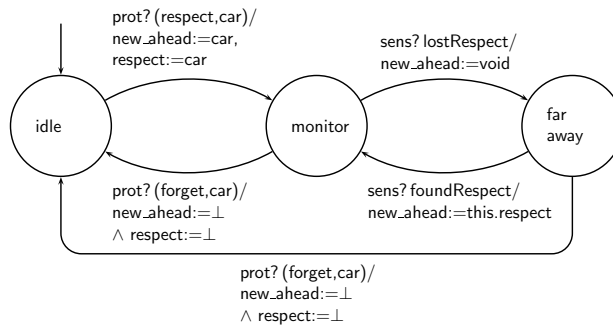 prot? (respect,car)/
new_ahead:=car,
respect:=car
sens? lostRespect/
new_ahead:=void
idle
monitor
far
away
prot? (forget,car)/
new_ahead:=⊥
∧ respect:=⊥
sens? foundRespect/
new_ahead:=this.respect
prot? (forget,car)/
new_ahead:=⊥
∧ respect:=⊥